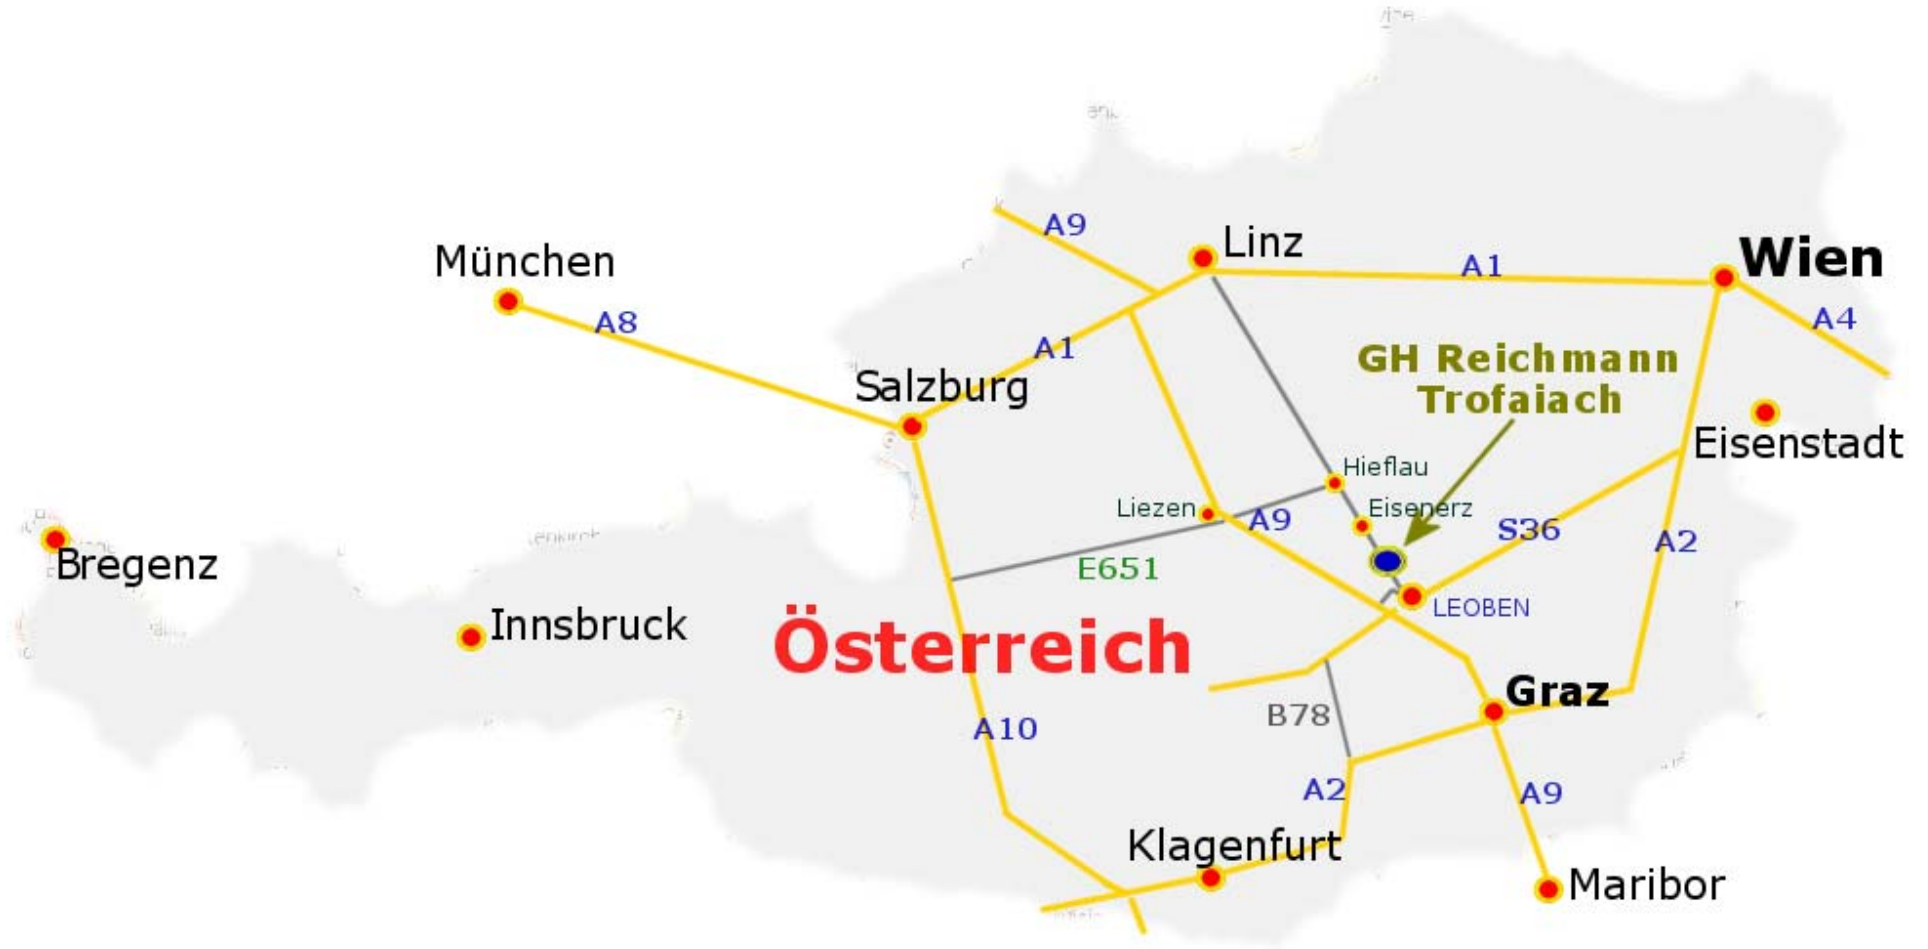 A9
Linz
München
A1
Wien
A8
A4
A1
GH Reichmann
Trofaiach
Salzburg
Eisenstadt
Hieflau
Liezen
Eisenerz
A9
S36
A2
Bregenz
E651
LEOBEN
Innsbruck
Österreich
Graz
B78
A10
A2
A9
Klagenfurt
Maribor